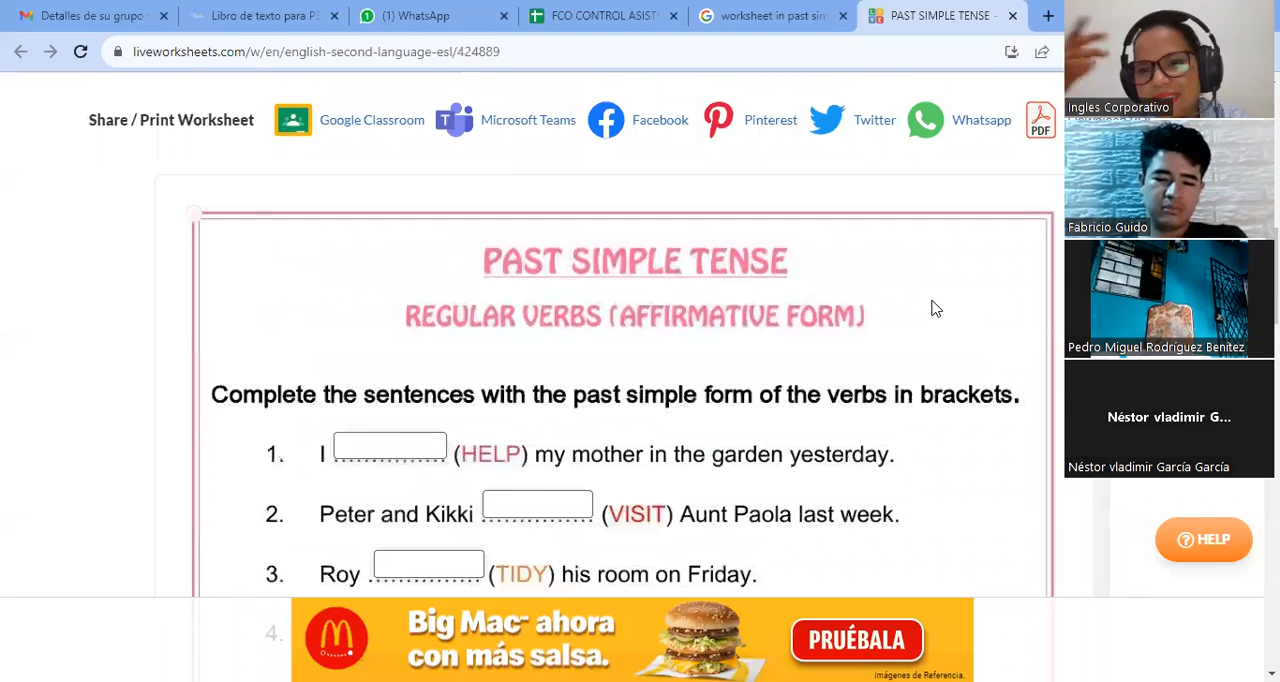 Detalles de su grupo
Libro de texto para P
(1) WhatsApp
FCO CONTROL ASIST
worksheet in past sim
PAST SIMPLE TENSE -
liveworksheets.com/w/en/english-second-language-esl/424889
Share / Print Worksheet
Google Classroom
Microsoft Teams
Facebook
Pinterest
Twitter
Whatsapp
PDF
PAST SIMPLE TENSE
REGULAR VERBS (AFFIRMATIVE FORM)
Complete the sentences with the past simple form of the verbs in brackets.
1. I .............. (HELP) my mother in the garden yesterday.
2. Peter and Kikki .............. (VISIT) Aunt Paola last week.
3. Roy .............. (TIDY) his room on Friday.
4.
Big Mac ahora
con más salsa.
PRUÉBALA
Imágenes de Referencia.
HELP
Ingles Corporativo
Fabricio Guido
Pedro Miguel Rodríguez Benítez
Néstor vladimir G...
Néstor vladimir García García